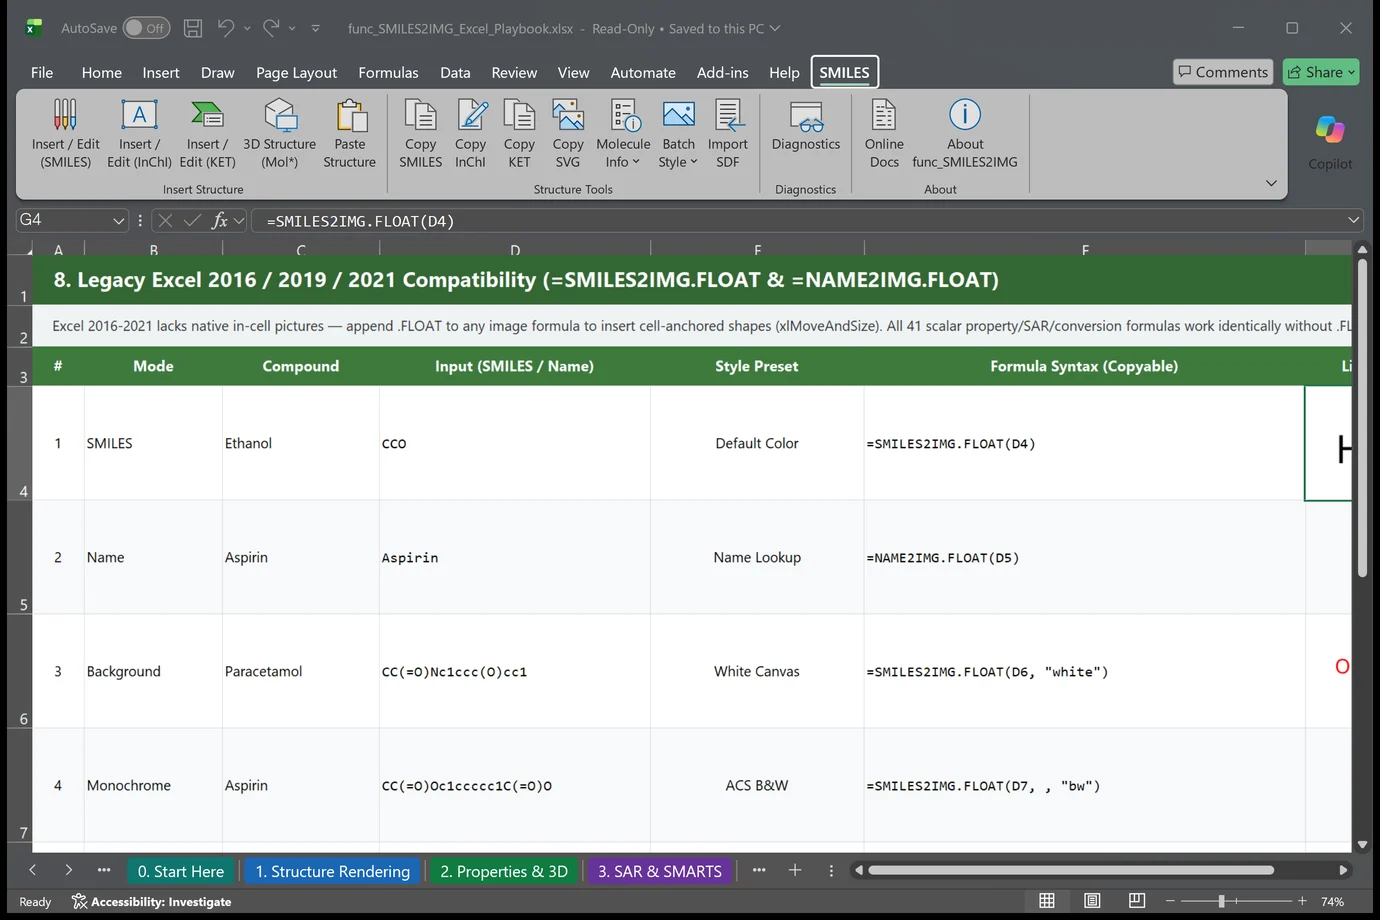 AutoSave Off func_SMILES2IMG_Excel_Playbook.xlsx - Read-Only • Saved to this PC
File Home Insert Draw Page Layout Formulas Data Review View Automate Add-ins Help SMILES Comments Share
Insert / Edit (SMILES)
Insert / Edit (InChI)
Insert / Edit (KET)
3D Structure (Mol*)
Paste Structure
Insert Structure
Copy SMILES
Copy InChI
Copy KET
Copy SVG
Molecule Info
Batch Style
Import SDF
Structure Tools
Diagnostics
Diagnostics
Online Docs
About func_SMILES2IMG
About
Copilot
G4 fx =SMILES2IMG.FLOAT(D4)
A B C D E F
1 8. Legacy Excel 2016 / 2019 / 2021 Compatibility (=SMILES2IMG.FLOAT & =NAME2IMG.FLOAT)
2 Excel 2016-2021 lacks native in-cell pictures — append .FLOAT to any image formula to insert cell-anchored shapes (xlMoveAndSize). All 41 scalar property/SAR/conversion formulas work identically without .FL
3 # Mode Compound Input (SMILES / Name) Style Preset Formula Syntax (Copyable) Li
4 1 SMILES Ethanol CCO Default Color =SMILES2IMG.FLOAT(D4) H
5 2 Name Aspirin Aspirin Name Lookup =NAME2IMG.FLOAT(D5)
6 3 Background Paracetamol CC(=O)Nc1ccc(O)cc1 White Canvas =SMILES2IMG.FLOAT(D6, "white") O
7 4 Monochrome Aspirin CC(=O)Oc1ccccc1C(=O)O ACS B&W =SMILES2IMG.FLOAT(D7, , "bw")
0. Start Here 1. Structure Rendering 2. Properties & 3D 3. SAR & SMARTS
Ready Accessibility: Investigate 74%